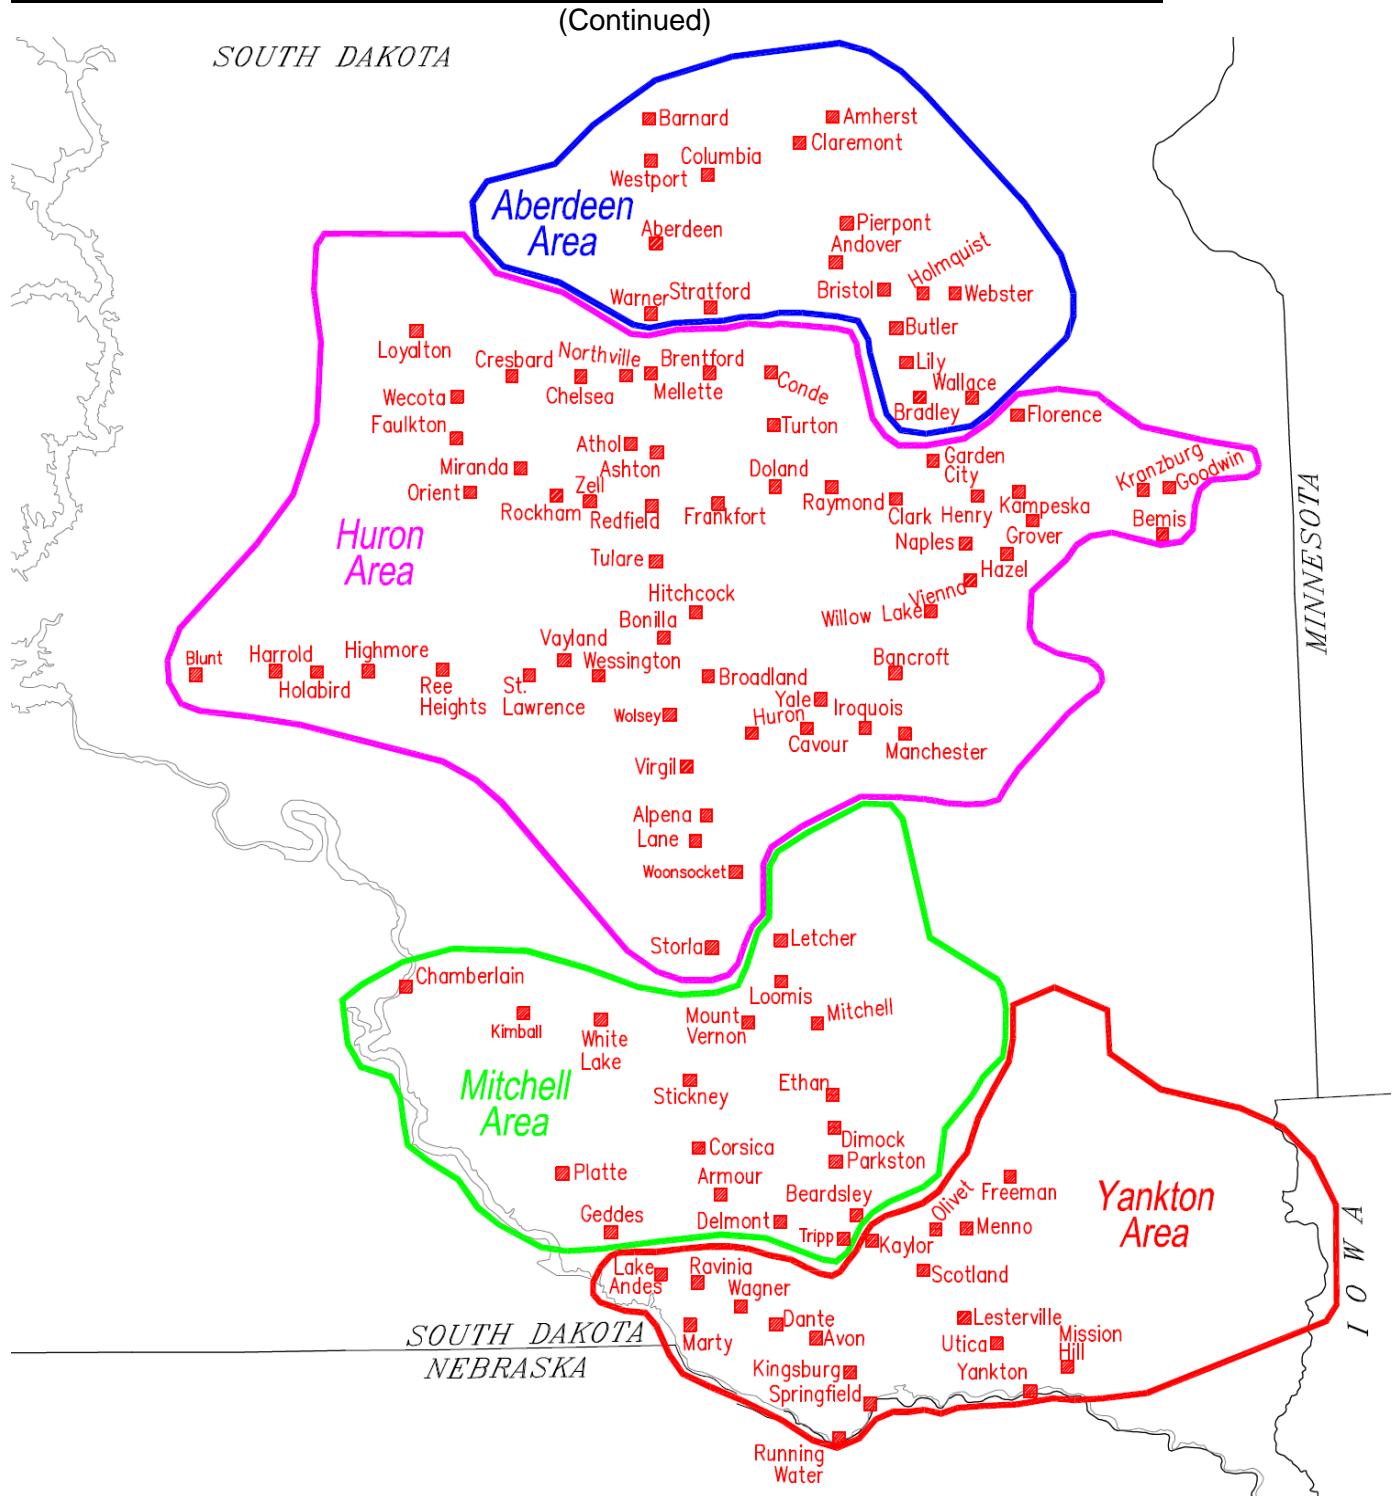 (Continued)
SOUTH DAKOTA
Barnard
Amherst
Claremont
Columbia
Westport
Aberdeen
Area
Aberdeen
Pierpont
Andover
Holmquist
Bristol
Webster
Warner
Stratford
Butler
Loyalton
Lily
Cresbard
Northville
Brentford
Wallace
Chelsea
Mellette
Conde
Wecota
Bradley
Florence
Faulkton
Turton
Athol
Ashton
Garden
City
Miranda
Doland
Kranzburg
Goodwin
Orient
Zell
Rockham
Redfield
Frankfort
Raymond
Clark
Henry
Kampeska
Bemis
Grover
Huron
Area
Naples
Tulare
Hazel
MINNESOTA
Hitchcock
Vienna
Willow Lake
Bonilla
Vayland
Blunt
Harrold
Highmore
Wessington
Bancroft
Holabird
Ree
Heights
St.
Lawrence
Broadland
Yale
Iroquois
Wolsey
Huron
Cavour
Manchester
Virgil
Alpena
Lane
Woonsocket
Storla
Letcher
Chamberlain
Loomis
Kimball
White
Lake
Mount
Vernon
Mitchell
Mitchell
Area
Stickney
Ethan
Dimock
Corsica
Parkston
Platte
Armour
Beardsley
Olivet
Freeman
Yankton
Area
Geddes
Delmont
Tripp
Kaylor
Menno
IOWA
Lake
Andes
Ravinia
Scotland
Wagner
Dante
Lesterville
Mission
Hill
SOUTH DAKOTA
Marty
Avon
Utica
NEBRASKA
Kingsburg
Yankton
Springfield
Running
Water